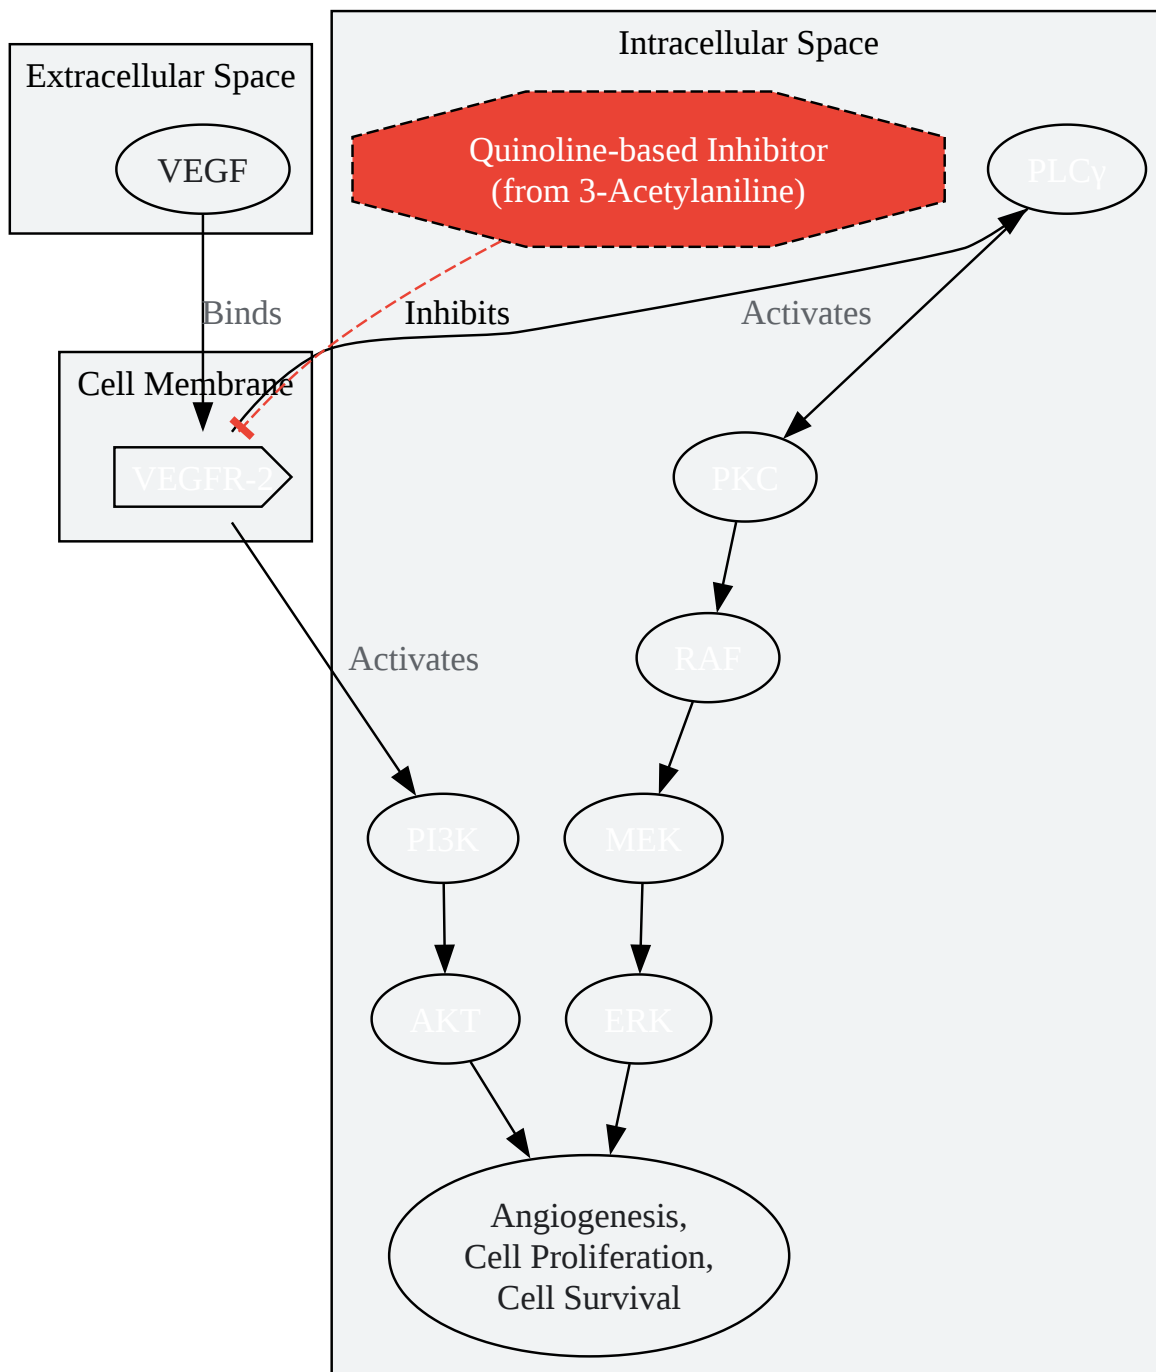 Intracellular Space
Extracellular Space
VEGF
Quinoline-based Inhibitor
(from 3-Acetylaniline)
PLCγ
Binds
Inhibits
Activates
Cell Membrane
VEGFR-2
PKC
RAF
Activates
PI3K
MEK
AKT
ERK
Angiogenesis,
Cell Proliferation,
Cell Survival